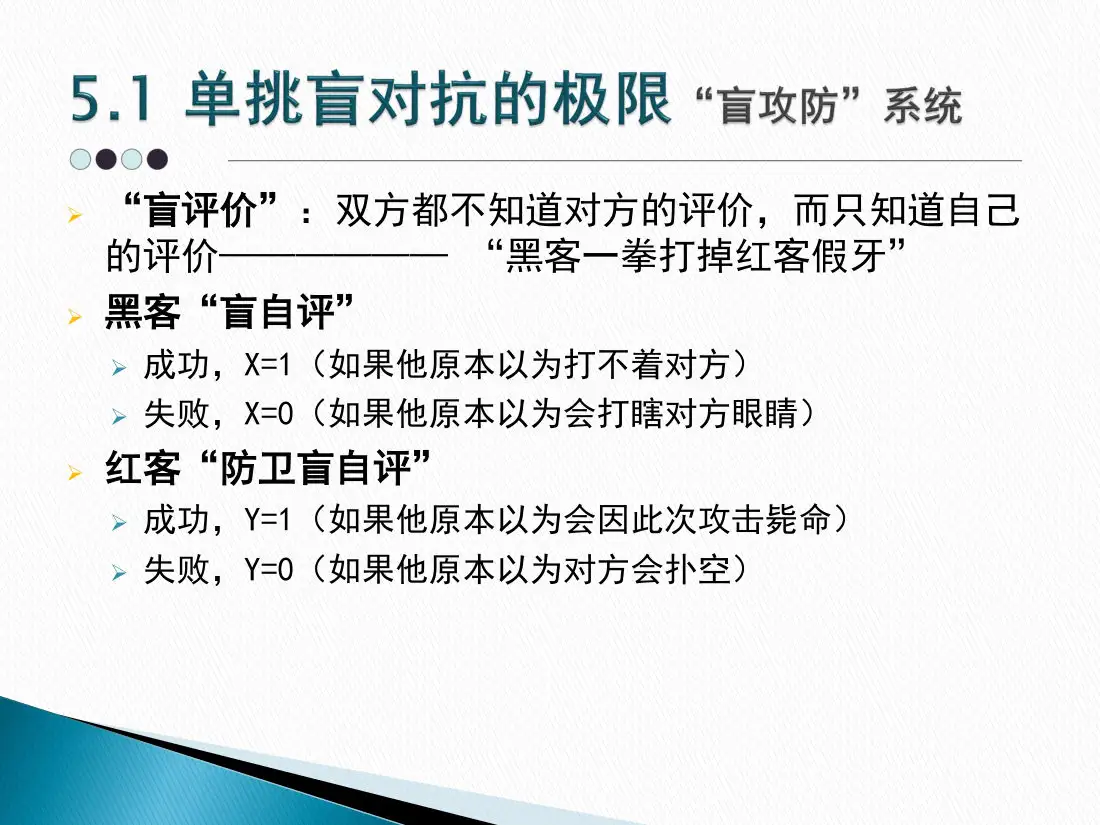 5.1 单挑盲对抗的极限 “盲攻防”系统
“盲评价”：双方都不知道对方的评价，而只知道自己
的评价—————— “黑客一拳打掉红客假牙”
黑客“盲自评”
成功，X=1（如果他原本以为打不着对方）
失败，X=0（如果他原本以为会打瞎对方眼睛）
红客“防卫盲自评”
成功，Y=1（如果他原本以为会因此次攻击毙命）
失败，Y=0（如果他原本以为对方会扑空）